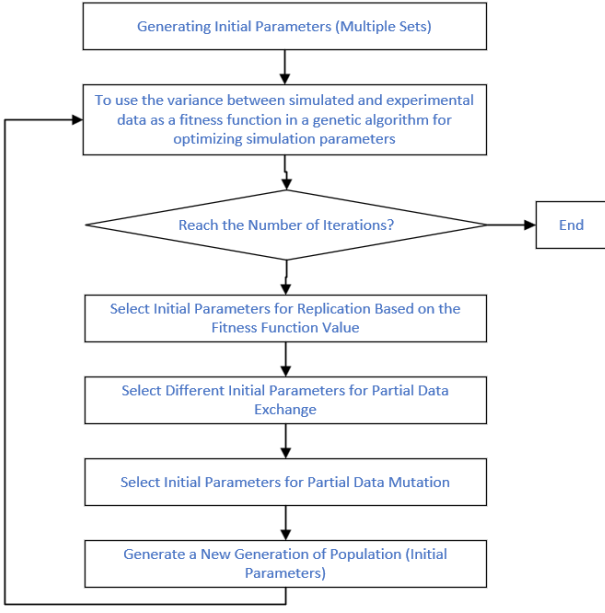 Generating Initial Parameters (Multiple Sets)
To use the variance between simulated and experimental
data as a fitness function in a genetic algorithm for
optimizing simulation parameters
Reach the Number of Iterations?
End
Select Initial Parameters for Replication Based on the
Fitness Function Value
Select Different Initial Parameters for Partial Data
Exchange
Select Initial Parameters for Partial Data Mutation
Generate a New Generation of Population (Initial
Parameters)